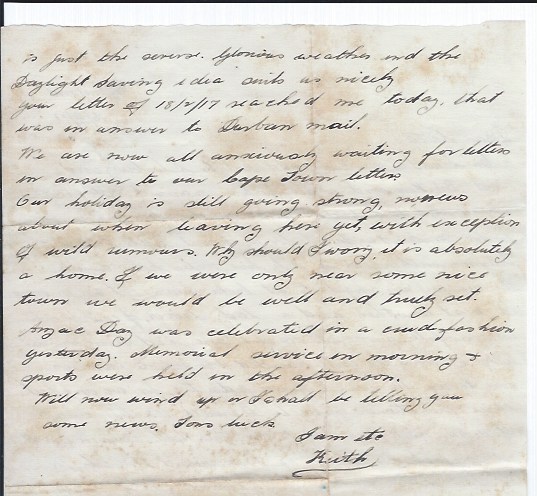 is just the reverse. Glorious weather and the
Daylight Saving idea suits us nicely
Your letter of 18/2/17 reached me today. that
was in answer to Durban mail.
We are now all anxiously waiting for letters
in answer to our Cape Town letters.
Our holiday is still going strong, no news
about when leaving here yet, with exception
of wild rumours. Why should I worry, it is absolutely
a home. If we were only near some nice
town we would be well and truly set.
Anzac Day was celebrated in a crude fashion
yesterday. Memorial service in morning &
sports were held in the afternoon.
Will now wind up or I shall be telling you
some news. Tons luck
I am etc
Keith